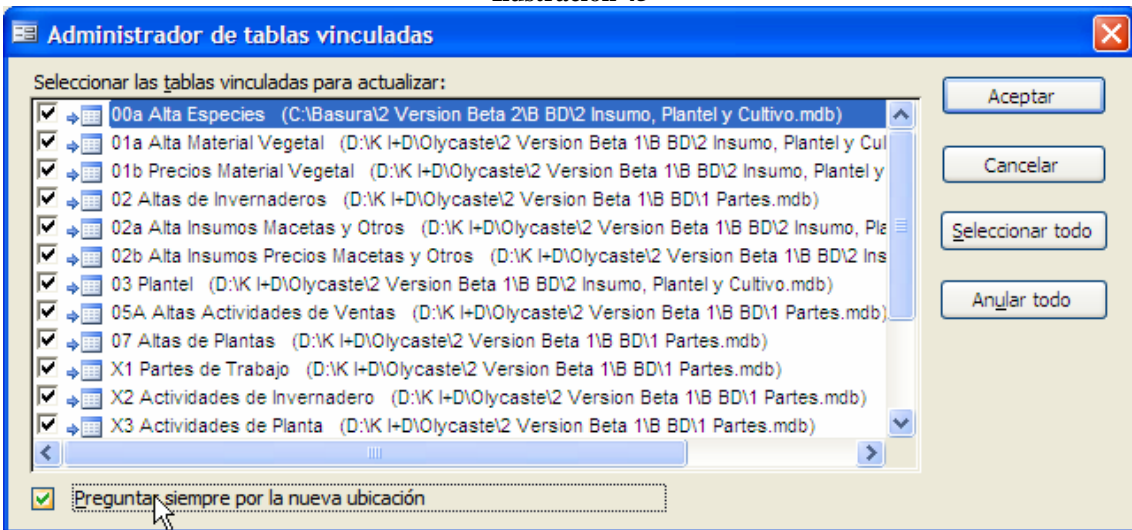 Administrador de tablas vinculadas
Seleccionar las tablas vinculadas para actualizar:
00a Alta Especies (C:\Basura\2 Version Beta 2\B BD\2 Insumo, Plantel y Cultivo.mdb)
01a Alta Material Vegetal (D:\K I+D\Olycaste\2 Version Beta 1\B BD\2 Insumo, Plantel y Cul
01b Precios Material Vegetal (D:\K I+D\Olycaste\2 Version Beta 1\B BD\2 Insumo, Plantel y
02 Altas de Invernaderos (D:\K I+D\Olycaste\2 Version Beta 1\B BD\1 Partes.mdb)
02a Alta Insumos Macetas y Otros (D:\K I+D\Olycaste\2 Version Beta 1\B BD\2 Insumo, Pla
02b Alta Insumos Precios Macetas y Otros (D:\K I+D\Olycaste\2 Version Beta 1\B BD\2 Ins
03 Plantel (D:\K I+D\Olycaste\2 Version Beta 1\B BD\2 Insumo, Plantel y Cultivo.mdb)
05A Altas Actividades de Ventas (D:\K I+D\Olycaste\2 Version Beta 1\B BD\1 Partes.mdb)
07 Altas de Plantas (D:\K I+D\Olycaste\2 Version Beta 1\B BD\1 Partes.mdb)
X1 Partes de Trabajo (D:\K I+D\Olycaste\2 Version Beta 1\B BD\1 Partes.mdb)
X2 Actividades de Invernadero (D:\K I+D\Olycaste\2 Version Beta 1\B BD\1 Partes.mdb)
X3 Actividades de Planta (D:\K I+D\Olycaste\2 Version Beta 1\B BD\1 Partes.mdb)
Preguntar siempre por la nueva ubicación
Aceptar
Cancelar
Seleccionar todo
Anular todo